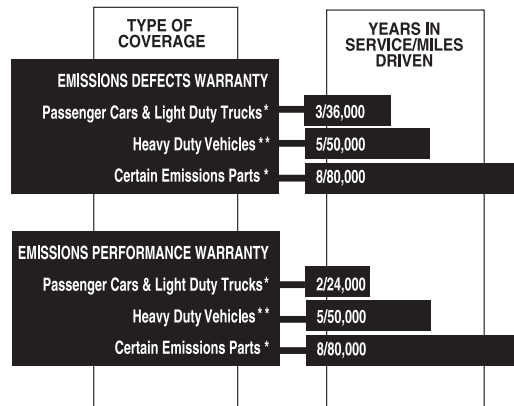 TYPE OF
COVERAGE
YEARS IN
SERVICE/MILES
DRIVEN
EMISSIONS DEFECTS WARRANTY
Passenger Cars & Light Duty Trucks* 3/36,000
Heavy Duty Vehicles** 5/50,000
Certain Emissions Parts * 8/80,000
EMISSIONS PERFORMANCE WARRANTY
Passenger Cars & Light Duty Trucks* 2/24,000
Heavy Duty Vehicles** 5/50,000
Certain Emissions Parts * 8/80,000